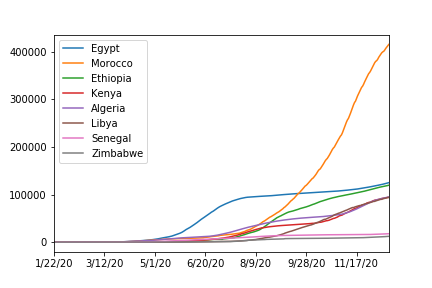 400000
300000
200000
100000
0
Egypt
Morocco
Ethiopia
Kenya
Algeria
Libya
Senegal
Zimbabwe
1/22/20 3/12/20 5/1/20 6/20/20 8/9/20 9/28/20 11/17/20